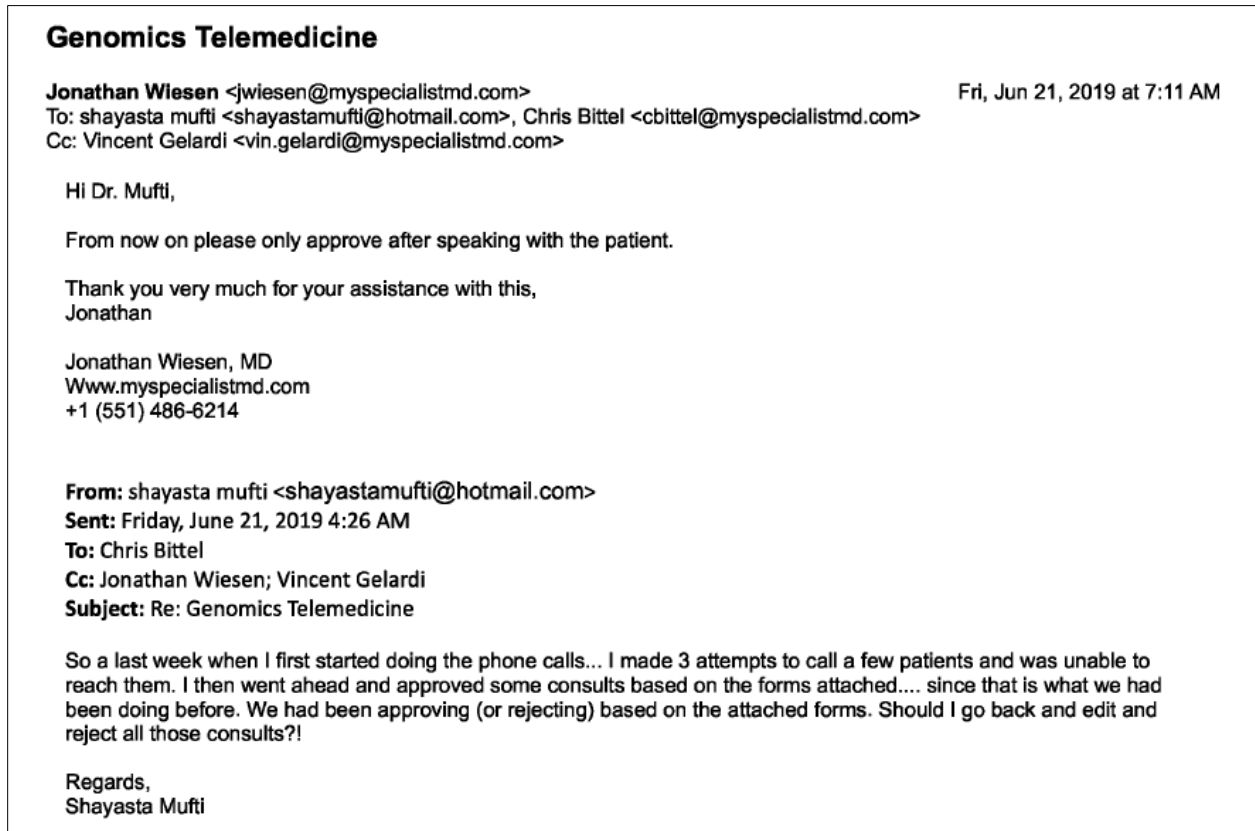 Genomics Telemedicine
Jonathan Wiesen <jwiesen@myspecialistmd.com> Fri, Jun 21, 2019 at 7:11 AM
To: shayasta mufti <shayastamufti@hotmail.com>, Chris Bittel <cbittel@myspecialistmd.com>
Cc: Vincent Gelardi <vin.gelardi@myspecialistmd.com>
Hi Dr. Mufti,
From now on please only approve after speaking with the patient.
Thank you very much for your assistance with this,
Jonathan
Jonathan Wiesen, MD
Www.myspecialistmd.com
+1 (551) 486-6214
From: shayasta mufti <shayastamufti@hotmail.com>
Sent: Friday, June 21, 2019 4:26 AM
To: Chris Bittel
Cc: Jonathan Wiesen; Vincent Gelardi
Subject: Re: Genomics Telemedicine
So a last week when I first started doing the phone calls... I made 3 attempts to call a few patients and was unable to
reach them. I then went ahead and approved some consults based on the forms attached.... since that is what we had
been doing before. We had been approving (or rejecting) based on the attached forms. Should I go back and edit and
reject all those consults?!
Regards,
Shayasta Mufti